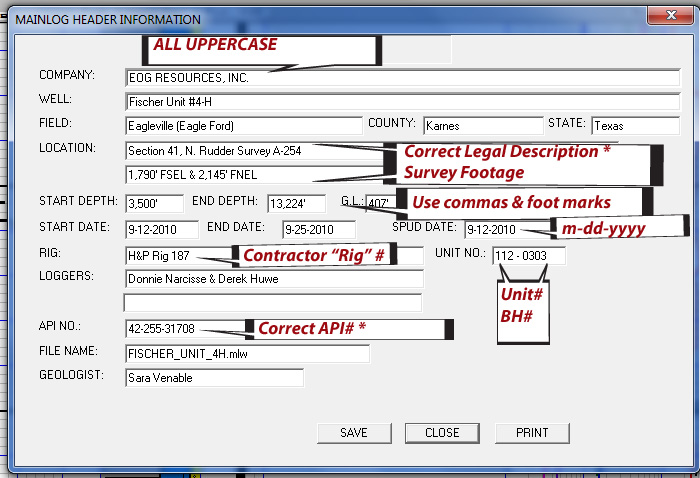 MAINLOG HEADER INFORMATION
ALL UPPERCASE
COMPANY: EOG RESOURCES, INC.
WELL: Fischer Unit #4-H
FIELD: Eagleville (Eagle Ford) COUNTY: Karnes STATE: Texas
LOCATION: Section 41, N. Rudder Survey A-254
Correct Legal Description *
Survey Footage
1,790' FSEL & 2,145' FNEL
START DEPTH: 3,500' END DEPTH: 13,224' G.L.: 407' Use commas & foot marks
START DATE: 9-12-2010 END DATE: 9-25-2010 SPUD DATE: 9-12-2010 m-dd-yyyy
RIG: H&P Rig 187 Contractor “Rig” # UNIT NO.: 112 - 0303
LOGGERS: Donnie Narcisse & Derek Huwe
Unit#
BH#
API NO.: 42-255-31708 Correct API# *
FILE NAME: FISCHER_UNIT_4H.mlw
GEOLOGIST: Sara Venable
SAVE CLOSE PRINT